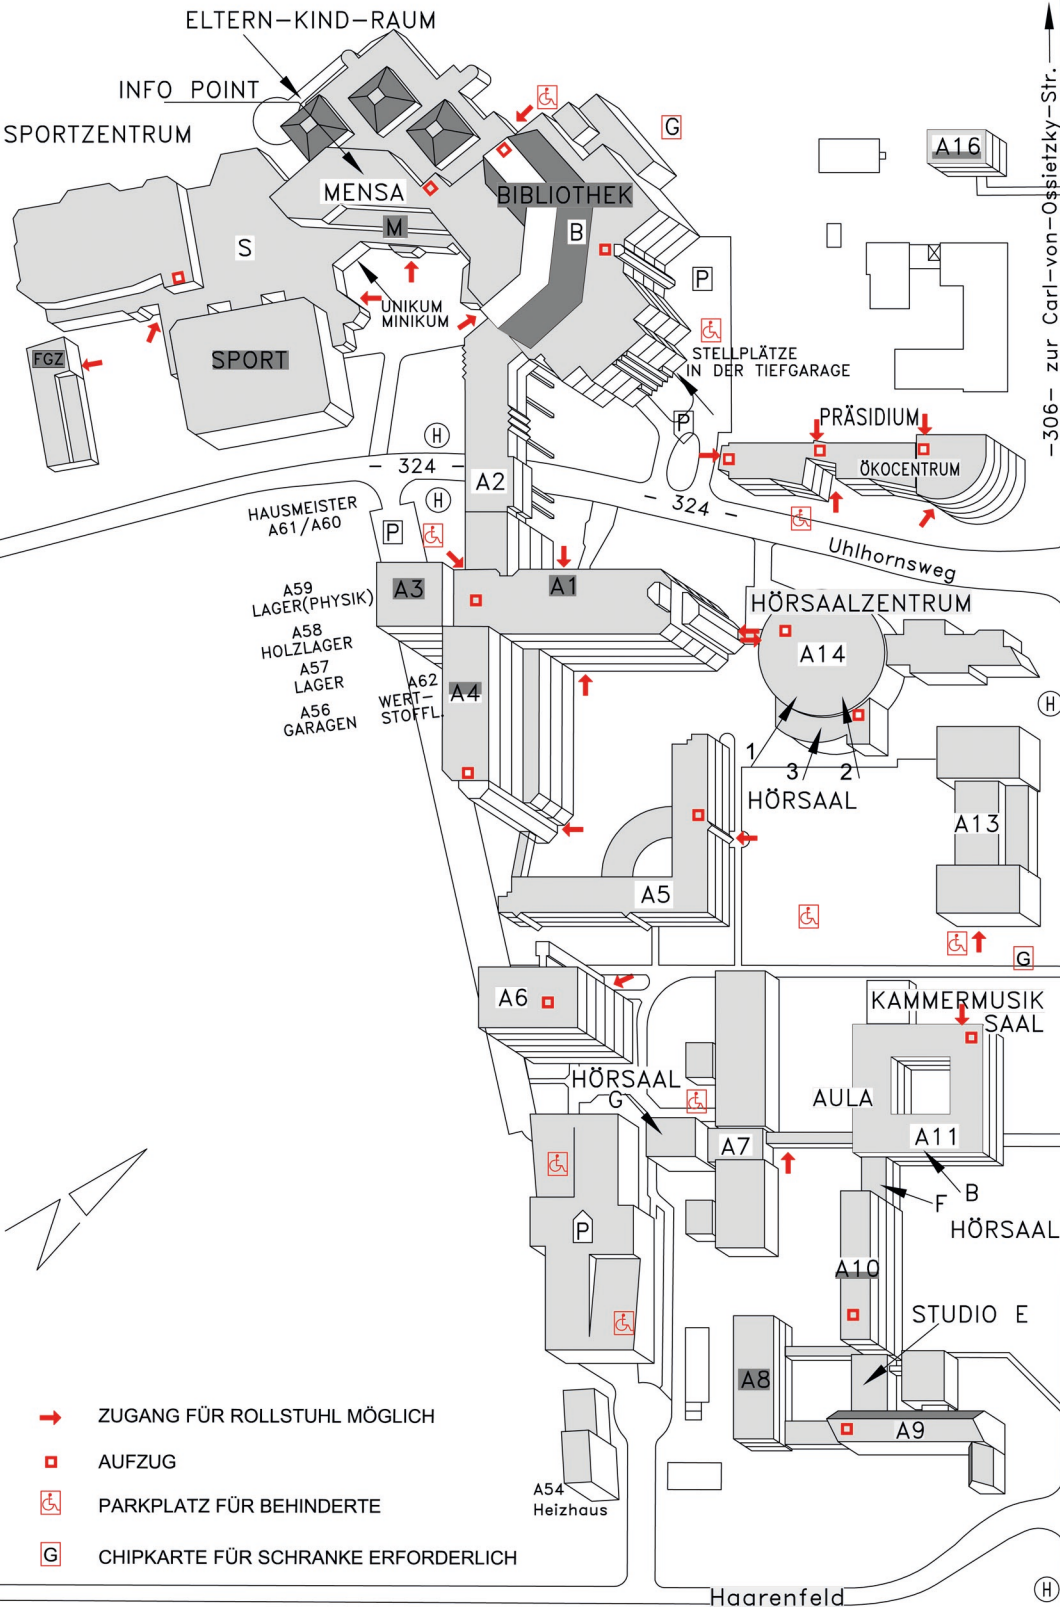 ELTERN-KIND-RAUM
INFO POINT
SPORTZENTRUM
G
A16
-306- zur Carl-von-Ossietzky-Str.
MENSA
BIBLIOTHEK
M
B
S
P
UNIKUM
MINIKUM
FGZ
SPORT
STELLPLÄTZE
IN DER TIEFGARAGE
P
PRÄSIDIUM
ÖKOCENTRUM
H
- 324 -
A2
H
- 324 -
HAUSMEISTER
A61/A60
P
Uhlhornsweg
A59
LAGER(PHYSIK)
A3
A1
HÖRSAALZENTRUM
A58
HOLZLAGER
A14
A57
LAGER
A62
WERT-
STOFFL.
A4
A56
GARAGEN
H
1
3
2
HÖRSAAL
A13
A5
G
A6
KAMMERMUSIK
SAAL
HÖRSAAL
G
AULA
A7
A11
B
F
HÖRSAAL
P
A10
STUDIO E
A8
A9
ZUGANG FÜR ROLLSTUHL MÖGLICH
AUFZUG
PARKPLATZ FÜR BEHINDERTE
G CHIPKARTE FÜR SCHRANKE ERFORDERLICH
A54
Heizhaus
H
Haarenfeld